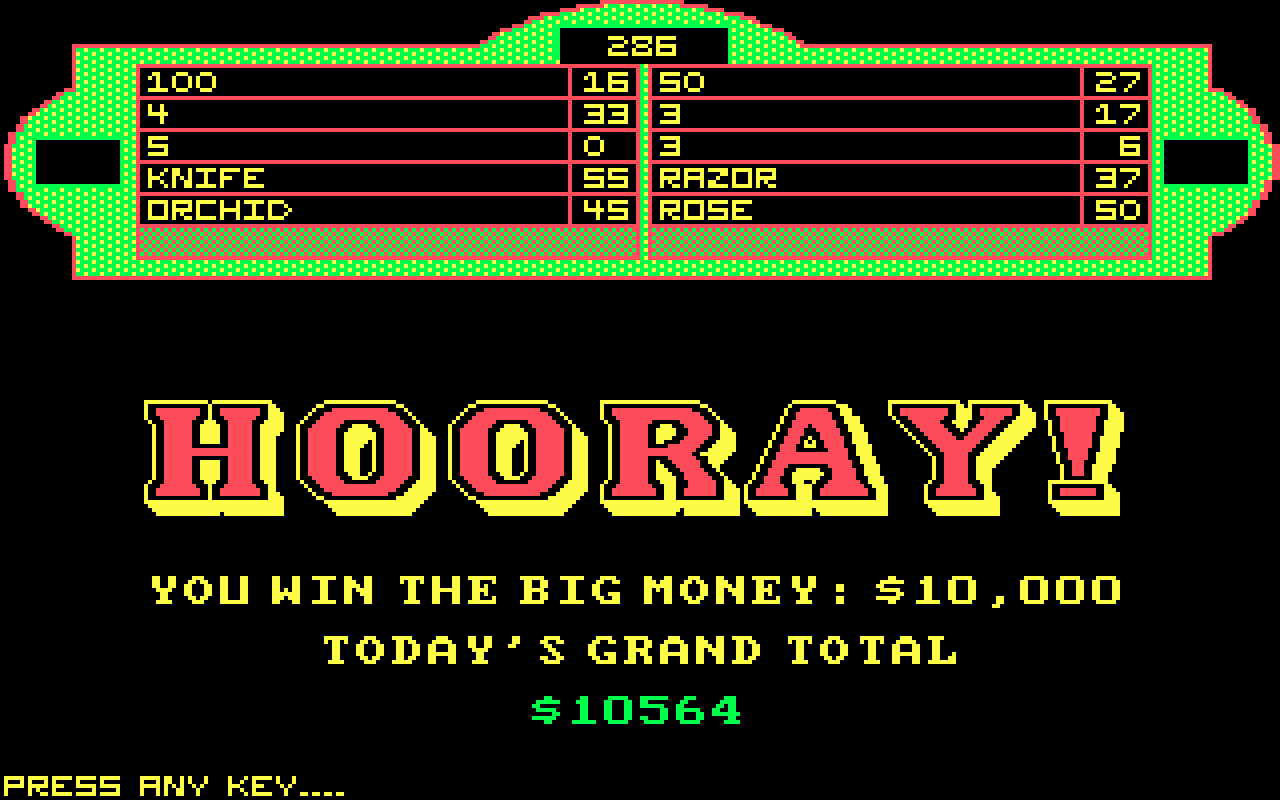 286
100 16 50 27
4 33 3 17
5 0 3 6
KNIFE 55 RAZOR 37
ORCHID 45 ROSE 50
HOORAY!
YOU WIN THE BIG MONEY: $10,000
TODAY'S GRAND TOTAL
$10564
PRESS ANY KEY....